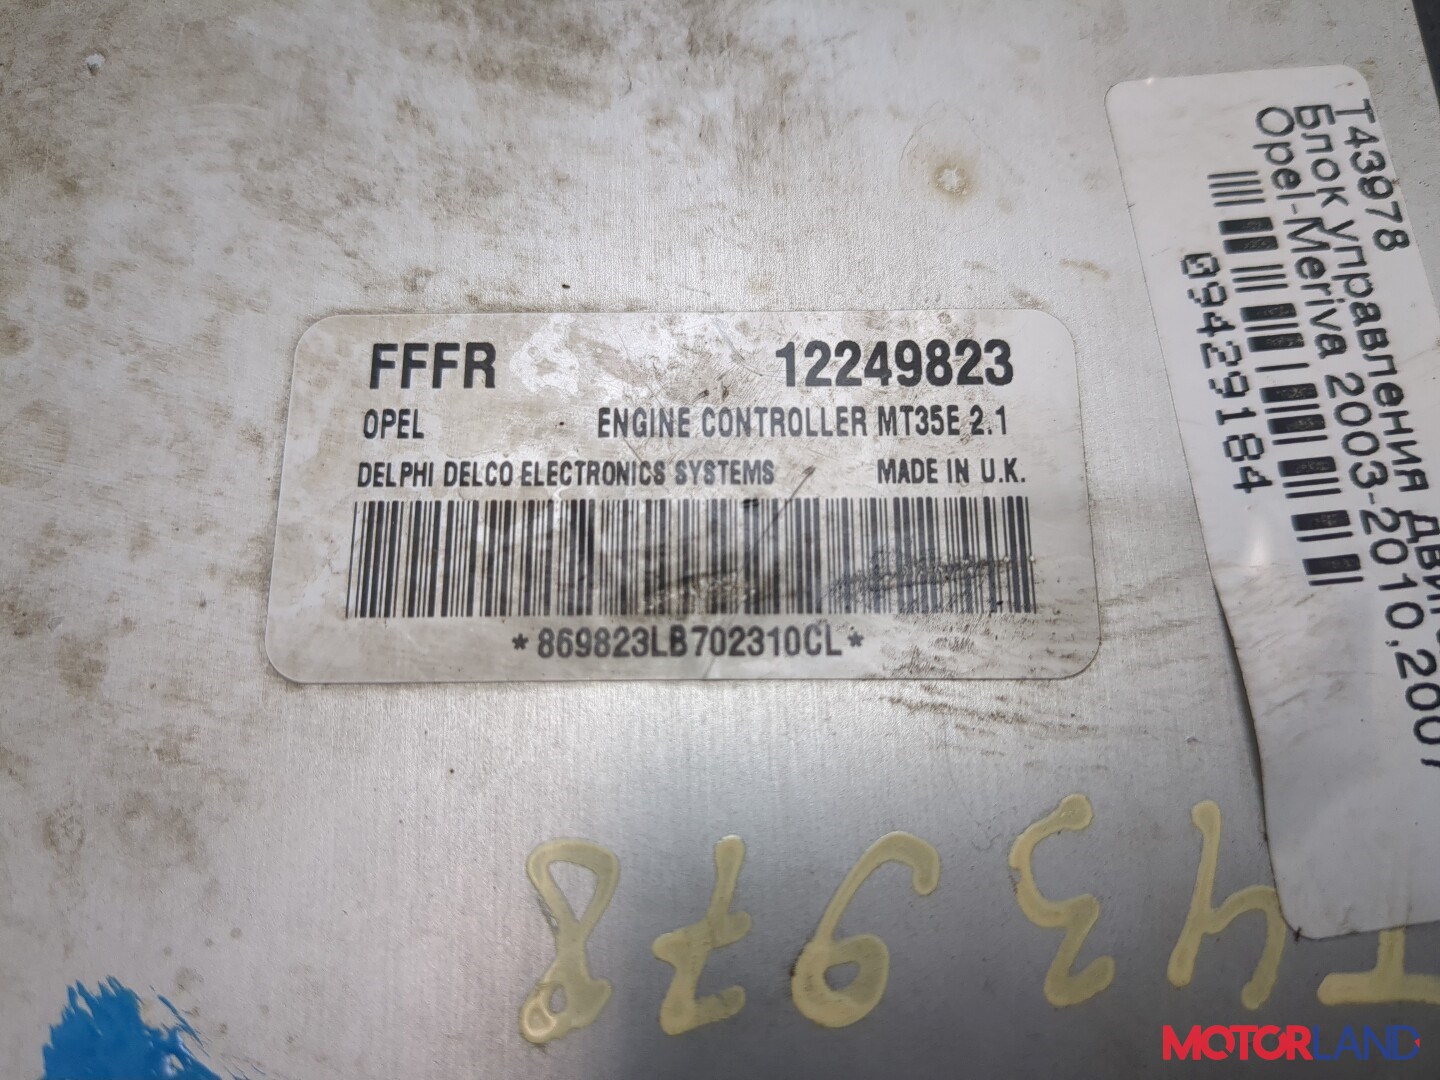 FFFR 12249823
OPEL ENGINE CONTROLLER MT35E 2.1
DELPHI DELCO ELECTRONICS SYSTEMS MADE IN U.K.
*869823LB702310CL*
T43978
Блок управления
Opel-Meriva 2003-2010,2007
09429184
T43978
MOTORLAND